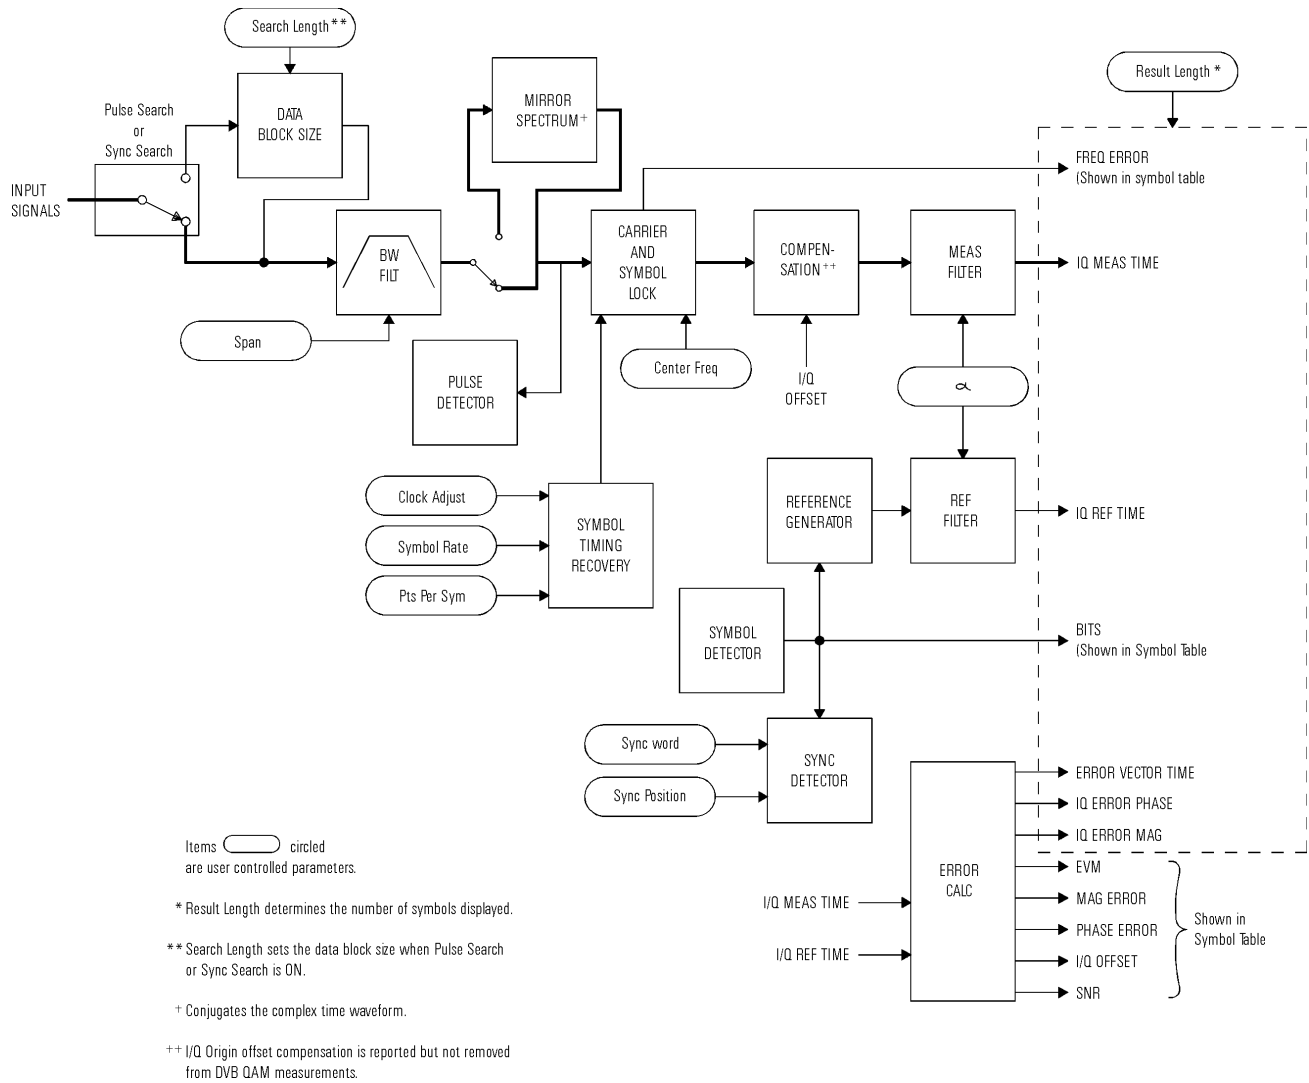 Search Length**
Result Length *
MIRROR
SPECTRUM+
DATA
BLOCK SIZE
Pulse Search
or
Sync Search
INPUT
SIGNALS
FREQ ERROR
(Shown in symbol table
BW
FILT
CARRIER
AND
SYMBOL
LOCK
COMPEN-
SATION++
MEAS
FILTER
IQ MEAS TIME
Span
Center Freq
PULSE
DETECTOR
I/Q
OFFSET
α
Clock Adjust
Symbol Rate
Pts Per Sym
SYMBOL
TIMING
RECOVERY
REFERENCE
GENERATOR
REF
FILTER
IQ REF TIME
SYMBOL
DETECTOR
BITS
(Shown in Symbol Table
Sync word
Sync Position
SYNC
DETECTOR
ERROR VECTOR TIME
IQ ERROR PHASE
IQ ERROR MAG
ERROR
CALC
EVM
MAG ERROR
PHASE ERROR
I/Q OFFSET
SNR
Shown in
Symbol Table
I/Q MEAS TIME
I/Q REF TIME
Items circled
are user controlled parameters.
* Result Length determines the number of symbols displayed.
** Search Length sets the data block size when Pulse Search
or Sync Search is ON.
+ Conjugates the complex time waveform.
++ I/Q Origin offset compensation is reported but not removed
from DVB QAM measurements.